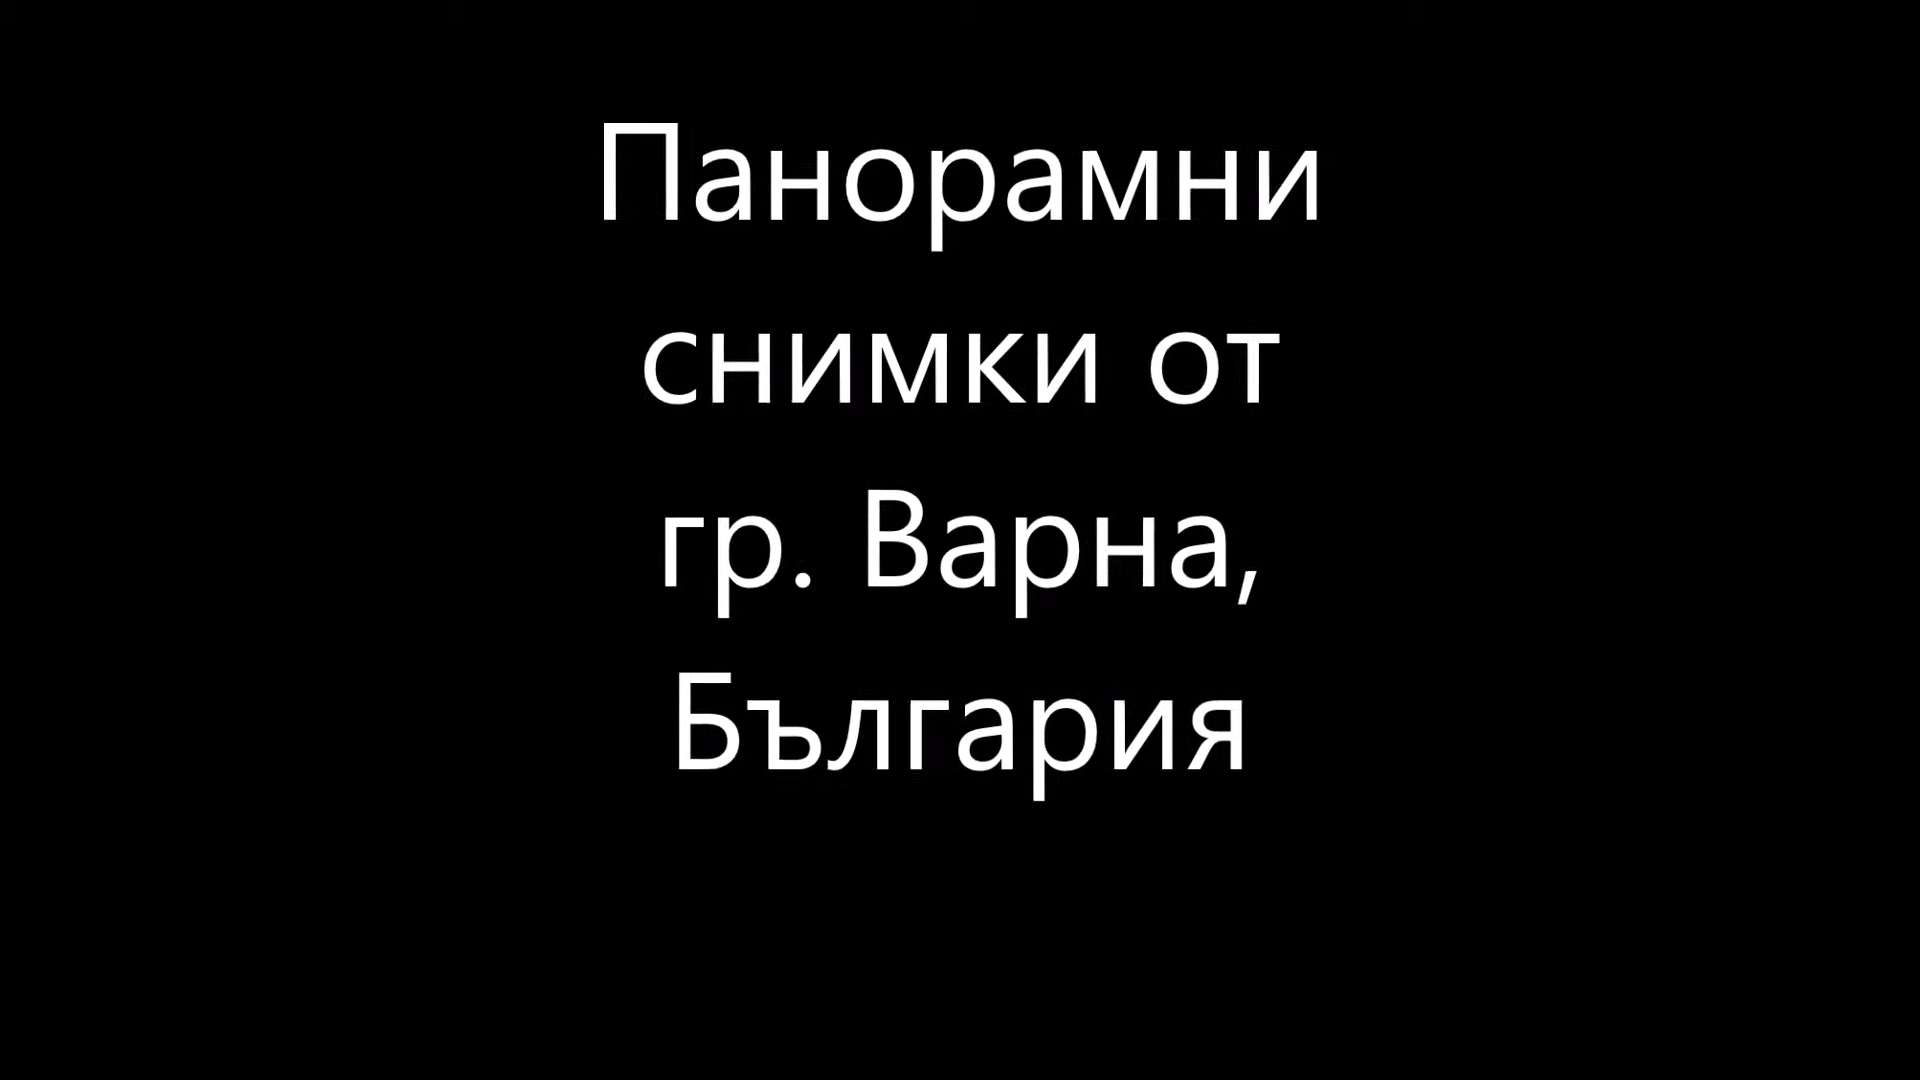 Панорамни
снимки от
гр. Варна,
България